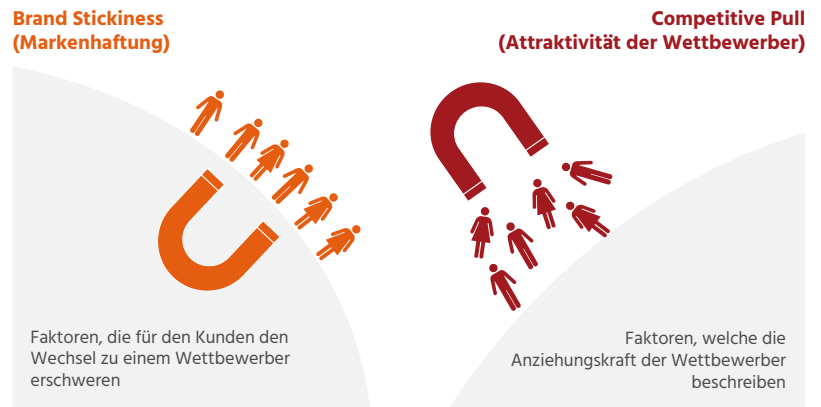 Brand Stickiness
(Markenhaftung)
Competitive Pull
(Attraktivität der Wettbewerber)
Faktoren, die für den Kunden den
Wechsel zu einem Wettbewerber
erschweren
Faktoren, welche die
Anziehungskraft der Wettbewerber
beschreiben